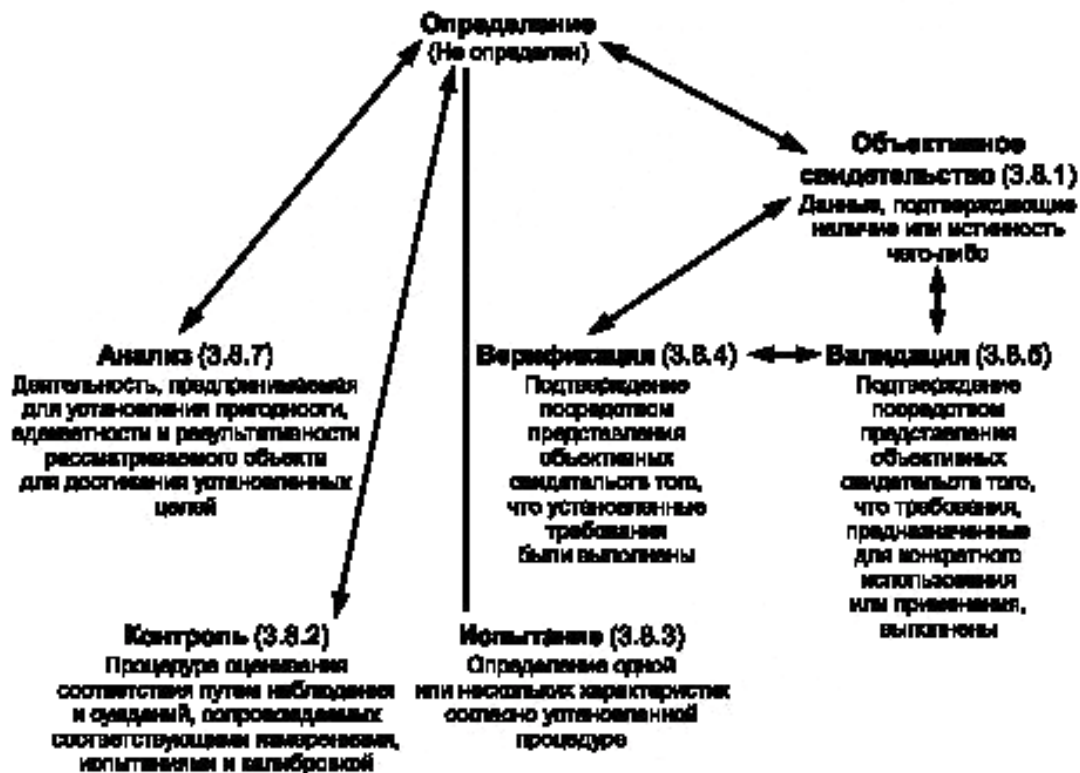 Определение
(Не определен)
Объективное
свидетельство (3.8.1)
Данные, подтверждающие
наличие или истинность
чего-либо
Анализ (3.8.7)
Деятельность, предпринимаемая
для установления пригодности,
адекватности и результативности
рассматриваемого объекта
для достижения установленных
целей
Верификация (3.8.4)
Подтверждение
посредством
представления
объективных
свидетельств того,
что установленные
требования
были выполнены
Валидация (3.8.5)
Подтверждение
посредством
представления
объективных
свидетельств того,
что требования,
предназначенные
для конкретного
использования
или применения,
выполнены
Контроль (3.8.2)
Процедура оценивания
соответствия путем наблюдения
и суждений, сопровождаемых
соответствующими измерениями,
испытаниями и калибровкой
Испытание (3.8.3)
Определение одной
или нескольких характеристик
согласно установленной
процедуре